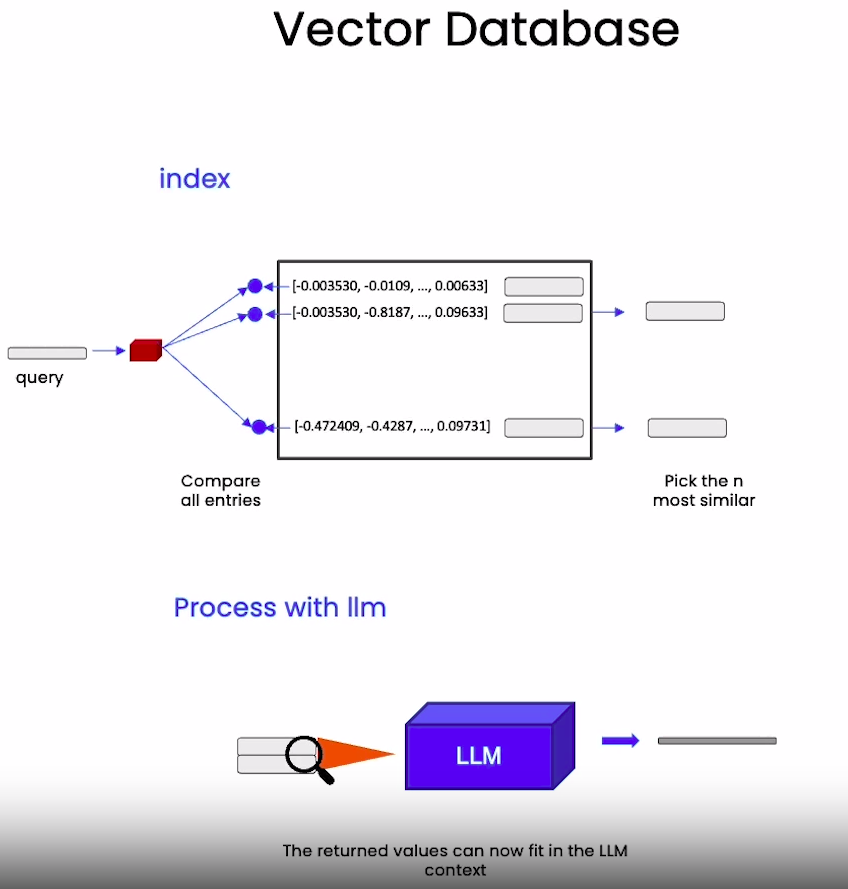 Vector Database
index
[-0.003530, -0.0109, ..., 0.00633]
[-0.003530, -0.8187, ..., 0.09633]
query
[-0.472409, -0.4287, ..., 0.09731]
Compare
all entries
Pick the n
most similar
Process with llm
LLM
The returned values can now fit in the LLM
context